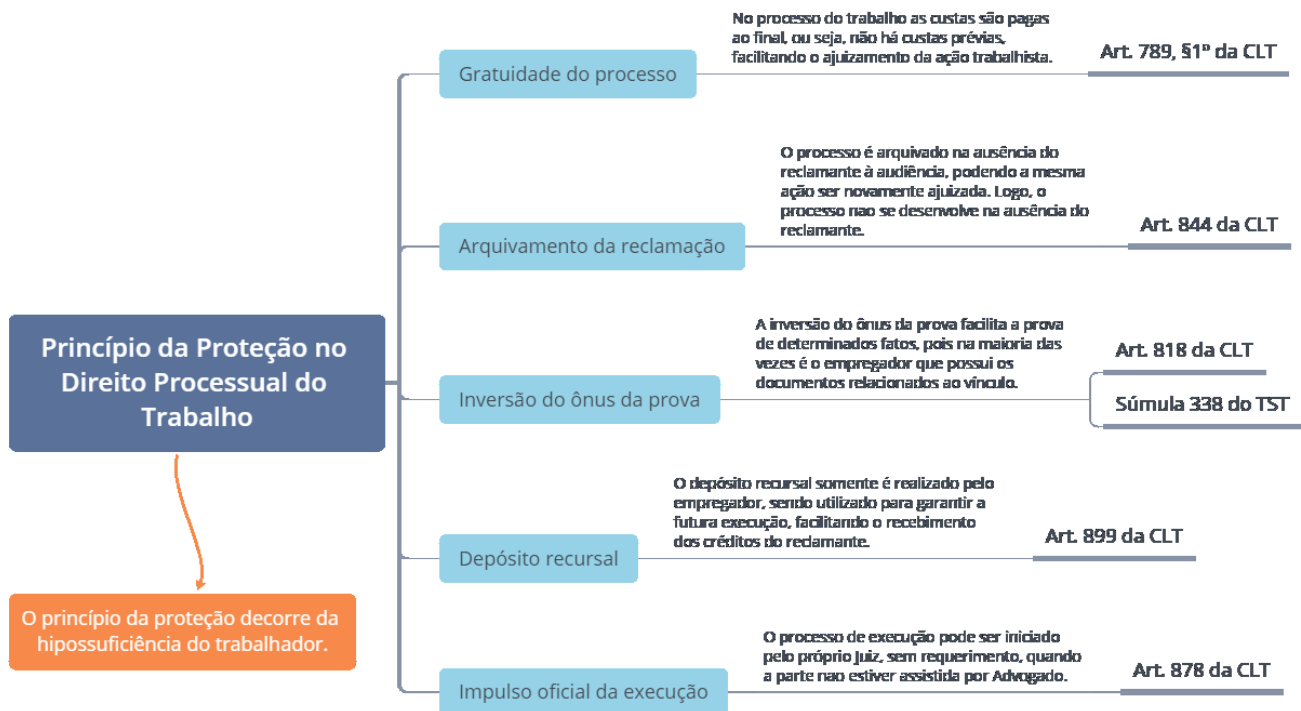 Princípio da Proteção no
Direito Processual do
Trabalho
O princípio da proteção decorre da
hipossuficiência do trabalhador.
Gratuidade do processo
No processo do trabalho as custas são pagas
ao final, ou seja, não há custas prévias,
facilitando o ajuizamento da ação trabalhista.
Art. 789, §1º da CLT
Arquivamento da reclamação
O processo é arquivado na ausência do
reclamante à audiência, podendo a mesma
ação ser novamente ajuizada. Logo, o
processo nao se desenvolve na ausência do
reclamante.
Art. 844 da CLT
Inversão do ônus da prova
A inversão do ônus da prova facilita a prova
de determinados fatos, pois na maioria das
vezes é o empregador que possui os
documentos relacionados ao vínculo.
Art. 818 da CLT
Súmula 338 do TST
Depósito recursal
O depósito recursal somente é realizado pelo
empregador, sendo utilizado para garantir a
futura execução, facilitando o recebimento
dos créditos do reclamante.
Art. 899 da CLT
Impulso oficial da execução
O processo de execução pode ser iniciado
pelo próprio Juiz, sem requerimento, quando
a parte nao estiver assistida por Advogado.
Art. 878 da CLT